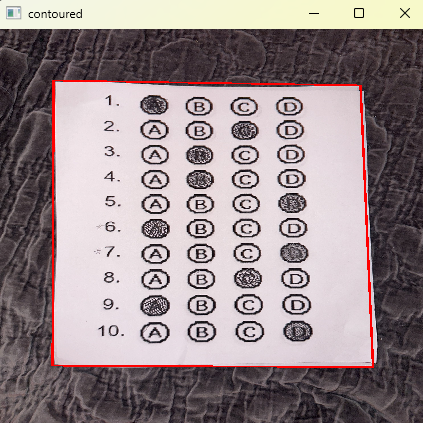 contoured
1. B C D
2. A B D
3. A C D
4. A C D
5. A B C
6. B C D
7. A B C
8. A B D
9. B C D
10. A B C D